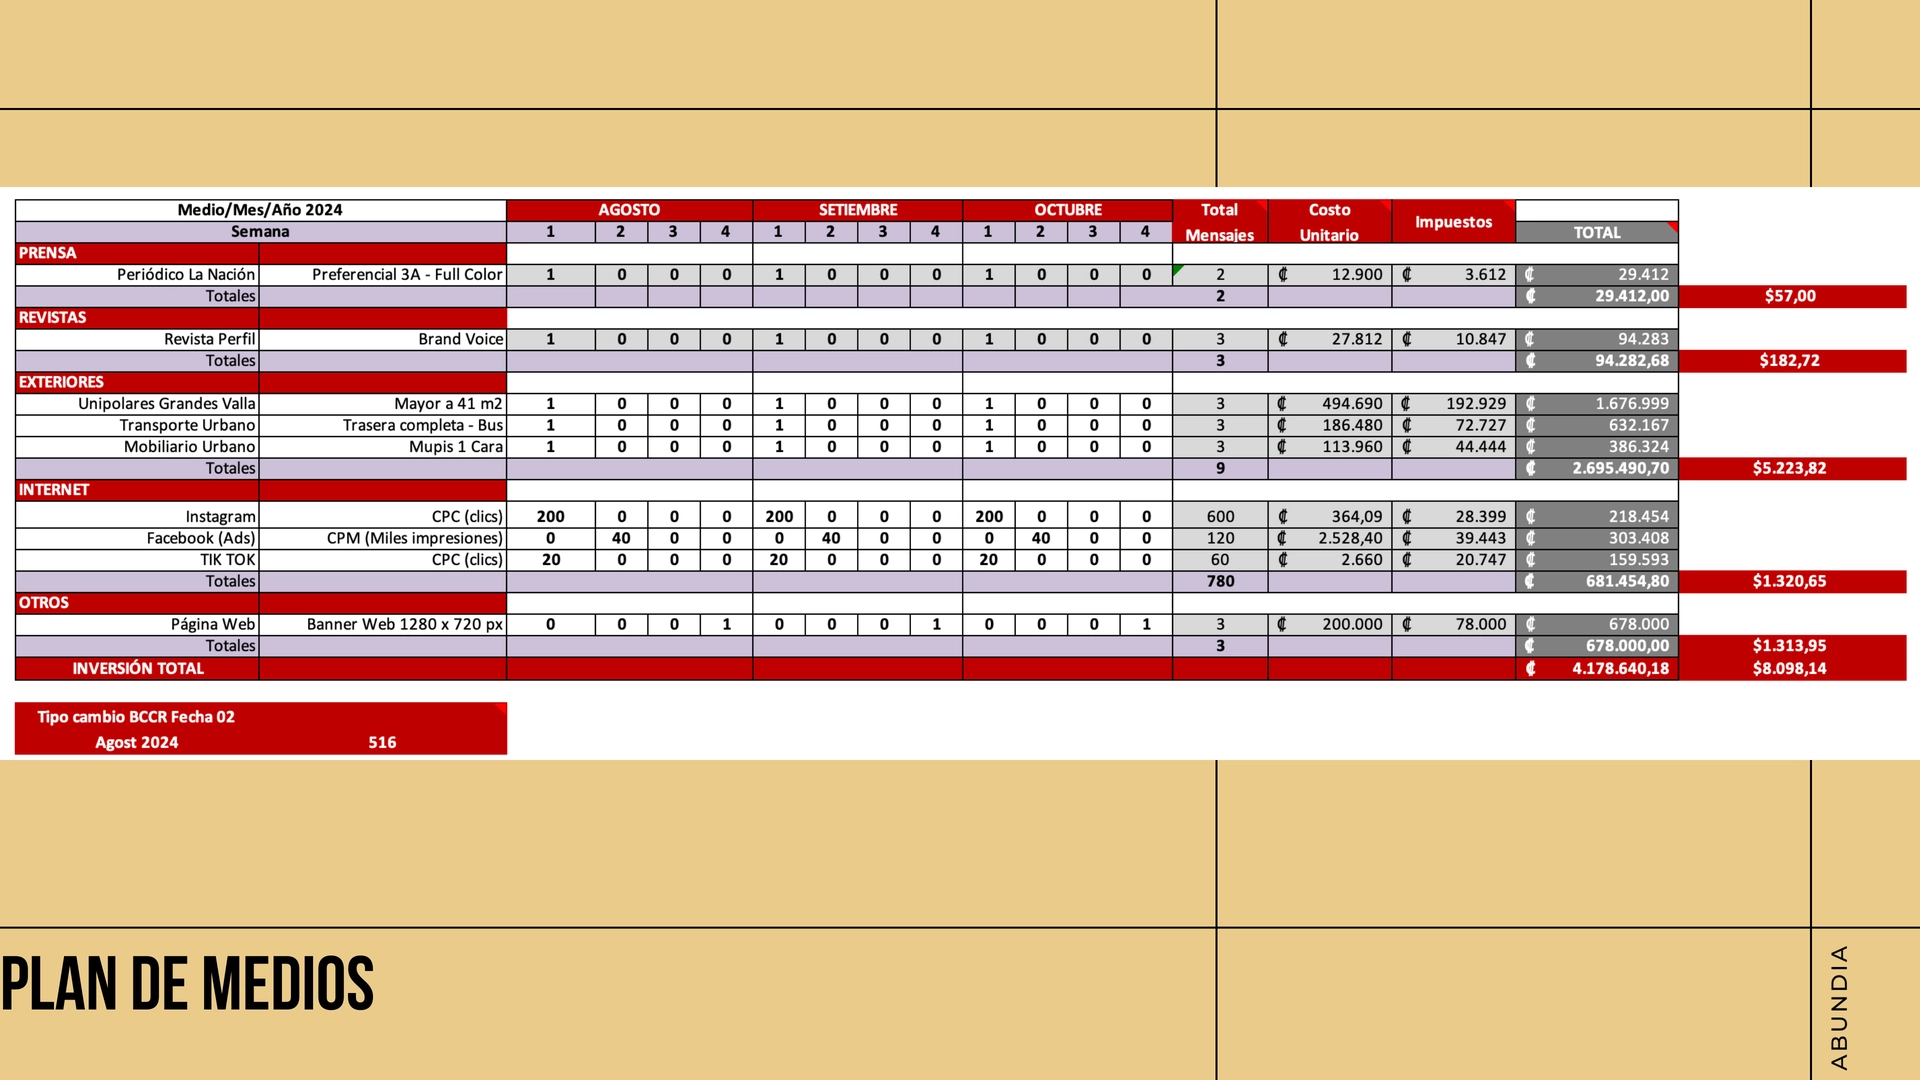 Medio/Mes/Año 2024 AGOSTO SETIEMBRE OCTUBRE Total Mensajes Costo Unitario Impuestos
Semana 1 2 3 4 1 2 3 4 1 2 3 4 TOTAL
PRENSA
Periódico La Nación Preferencial 3A - Full Color 1 0 0 0 1 0 0 0 1 0 0 0 2 ₡ 12.900 ₡ 3.612 ₡ 29.412
Totales 2 ₡ 29.412,00 $57,00
REVISTAS
Revista Perfil Brand Voice 1 0 0 0 1 0 0 0 1 0 0 0 3 ₡ 27.812 ₡ 10.847 ₡ 94.283
Totales 3 ₡ 94.282,68 $182,72
EXTERIORES
Unipolares Grandes Valla Mayor a 41 m2 1 0 0 0 1 0 0 0 1 0 0 0 3 ₡ 494.690 ₡ 192.929 ₡ 1.676.999
Transporte Urbano Trasera completa - Bus 1 0 0 0 1 0 0 0 1 0 0 0 3 ₡ 186.480 ₡ 72.727 ₡ 632.167
Mobiliario Urbano Mupis 1 Cara 1 0 0 0 1 0 0 0 1 0 0 0 3 ₡ 113.960 ₡ 44.444 ₡ 386.324
Totales 9 ₡ 2.695.490,70 $5.223,82
INTERNET
Instagram CPC (clics) 200 0 0 0 200 0 0 0 200 0 0 0 600 ₡ 364,09 ₡ 28.399 ₡ 218.454
Facebook (Ads) CPM (Miles impresiones) 0 40 0 0 0 40 0 0 0 40 0 0 120 ₡ 2.528,40 ₡ 39.443 ₡ 303.408
TIK TOK CPC (clics) 20 0 0 0 20 0 0 0 20 0 0 0 60 ₡ 2.660 ₡ 20.747 ₡ 159.593
Totales 780 ₡ 681.454,80 $1.320,65
OTROS
Página Web Banner Web 1280 x 720 px 0 0 0 1 0 0 0 1 0 0 0 1 3 ₡ 200.000 ₡ 78.000 ₡ 678.000
Totales 3 ₡ 678.000,00 $1.313,95
INVERSIÓN TOTAL ₡ 4.178.640,18 $8.098,14
Tipo cambio BCCR Fecha 02
Agost 2024 516
PLAN DE MEDIOS
ABUNDIA